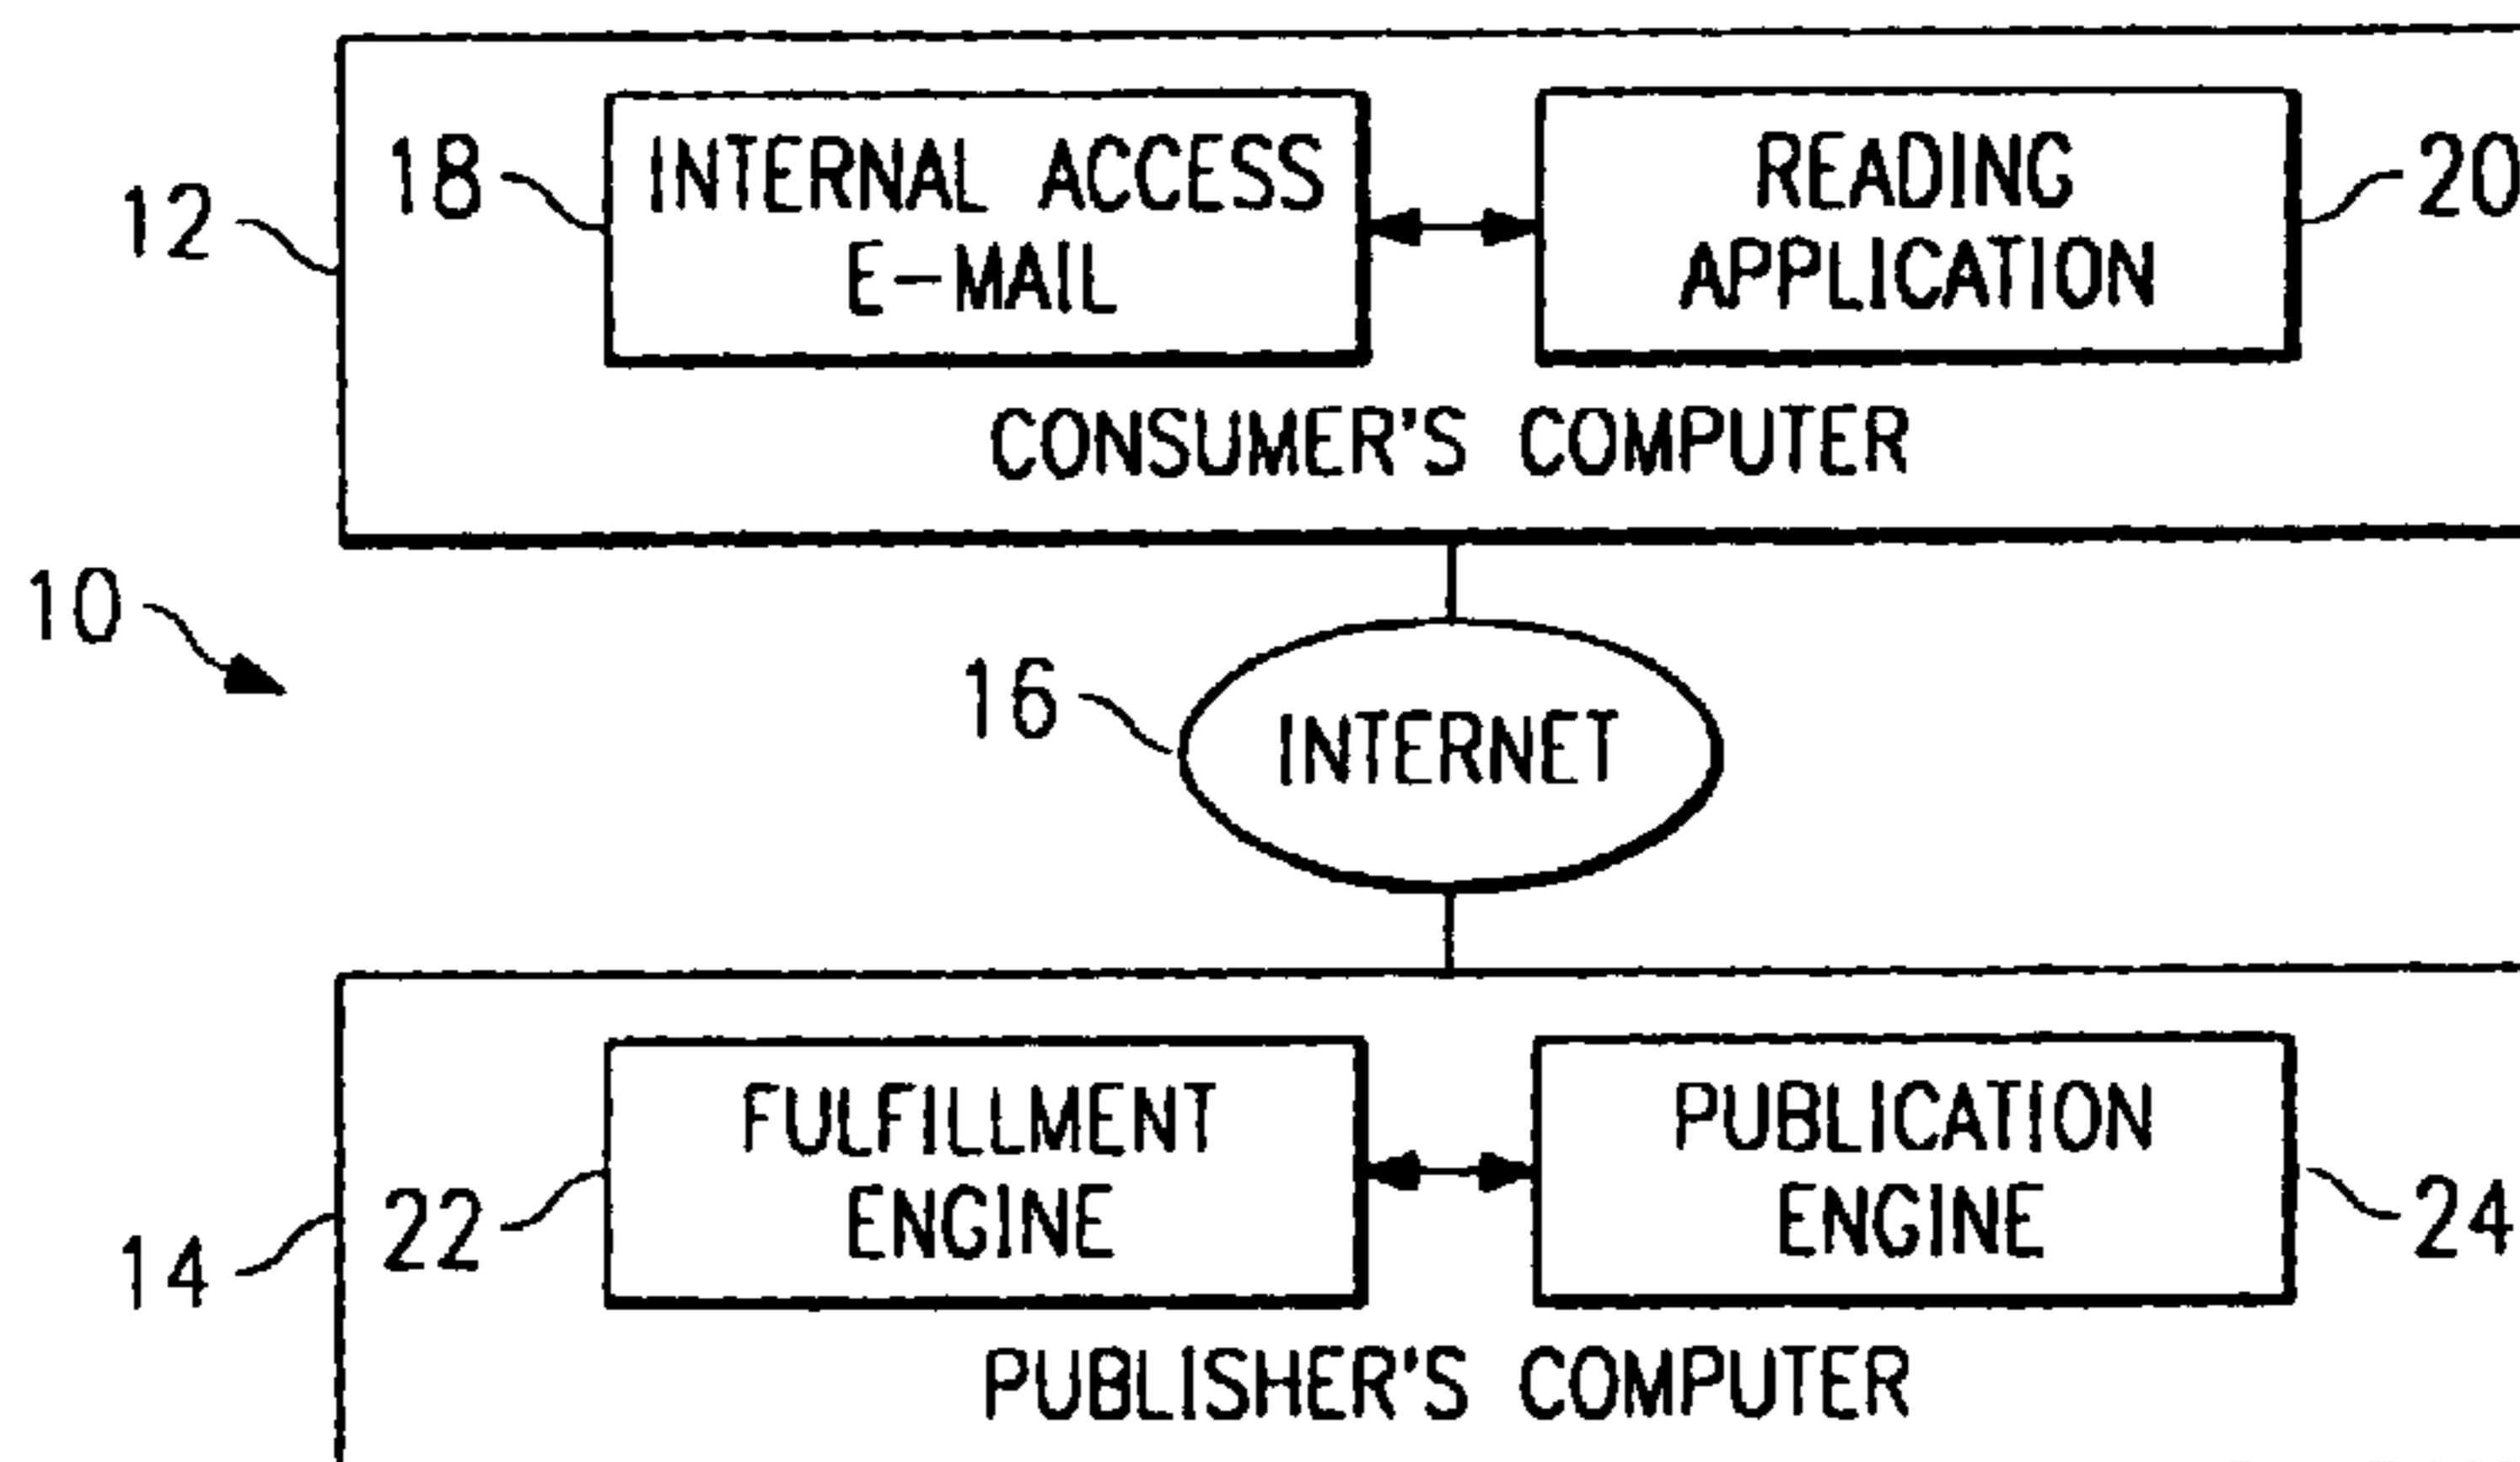 12
18
INTERNAL ACCESS
E-MAIL
READING
APPLICATION
20
CONSUMER'S COMPUTER
10
16
INTERNET
14
22
FULFILLMENT
ENGINE
PUBLICATION
ENGINE
24
PUBLISHER'S COMPUTER